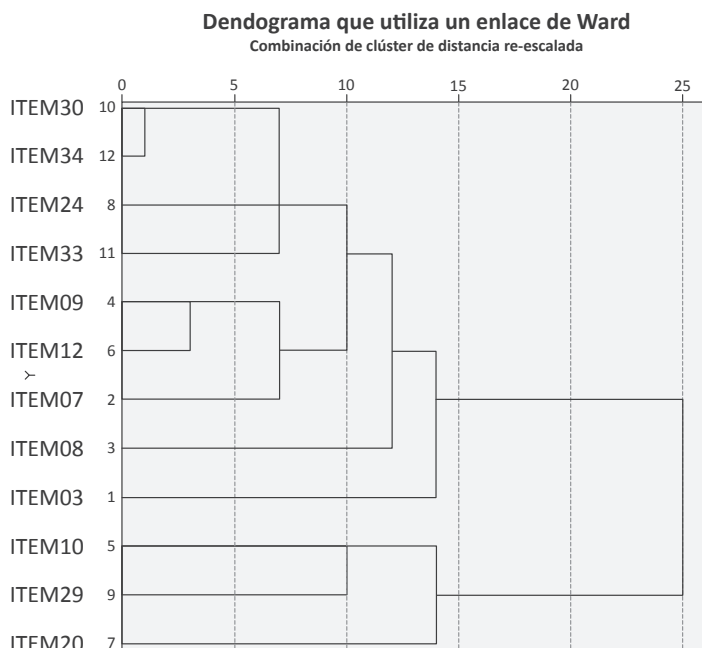 Dendograma que utiliza un enlace de Ward
Combinación de clúster de distancia re-escalada
0 5 10 15 20 25
ITEM30 10
ITEM34 12
ITEM24 8
ITEM33 11
ITEM09 4
ITEM12 6
Y
ITEM07 2
ITEM08 3
ITEM03 1
ITEM10 5
ITEM29 9
ITEM20 7